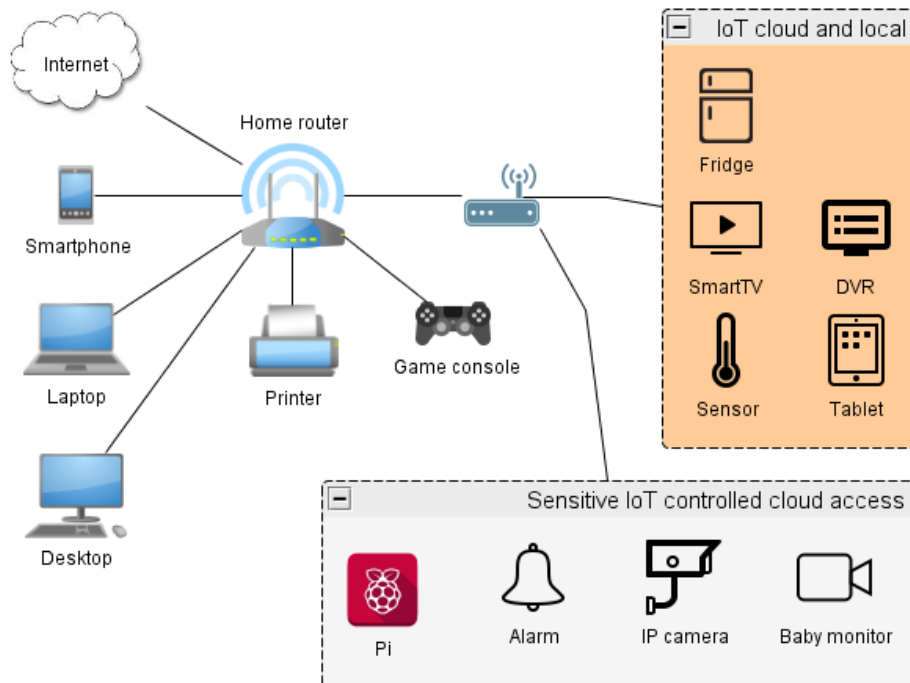 Internet
Home router
Smartphone
Laptop
Desktop
Printer
Game console
IoT cloud and local
Fridge
SmartTV
DVR
Sensor
Tablet
Sensitive IoT controlled cloud access
Pi
Alarm
IP camera
Baby monitor